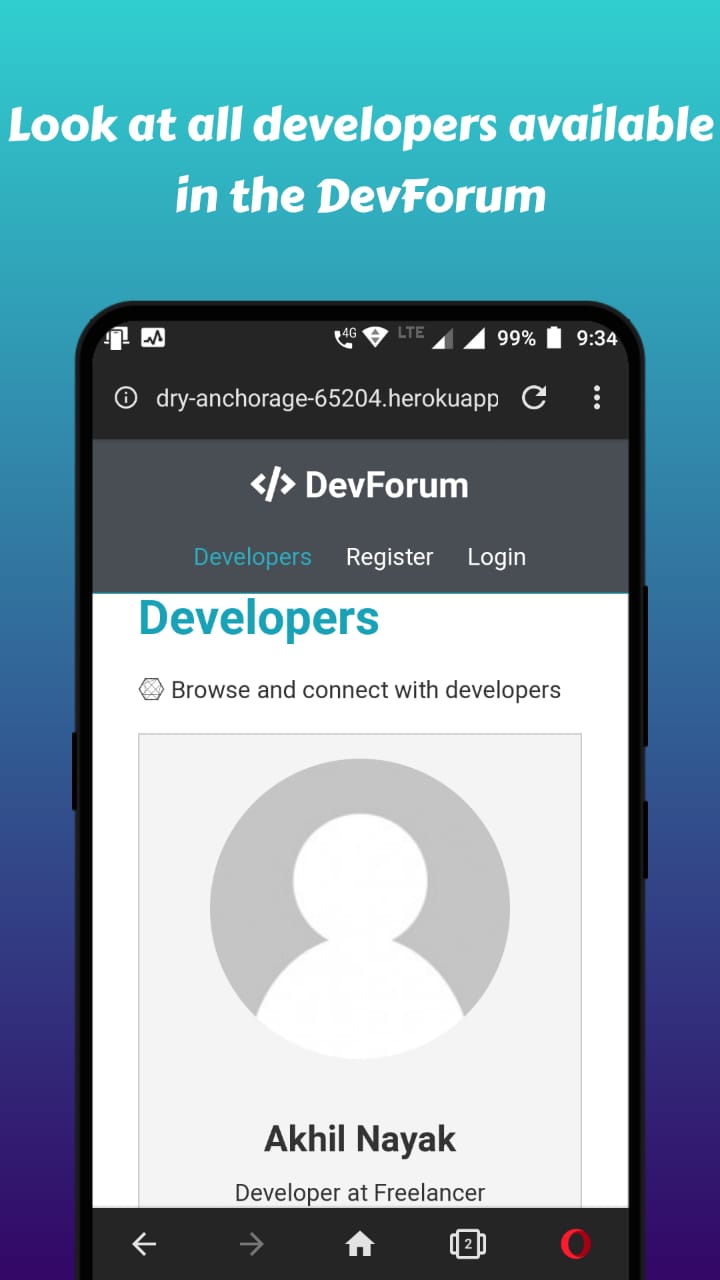 Look at all developers available
in the DevForum
4G LTE 99% 9:34
dry-anchorage-65204.herokuapp
</> DevForum
Developers Register Login
Developers
Browse and connect with developers
Akhil Nayak
Developer at Freelancer
2